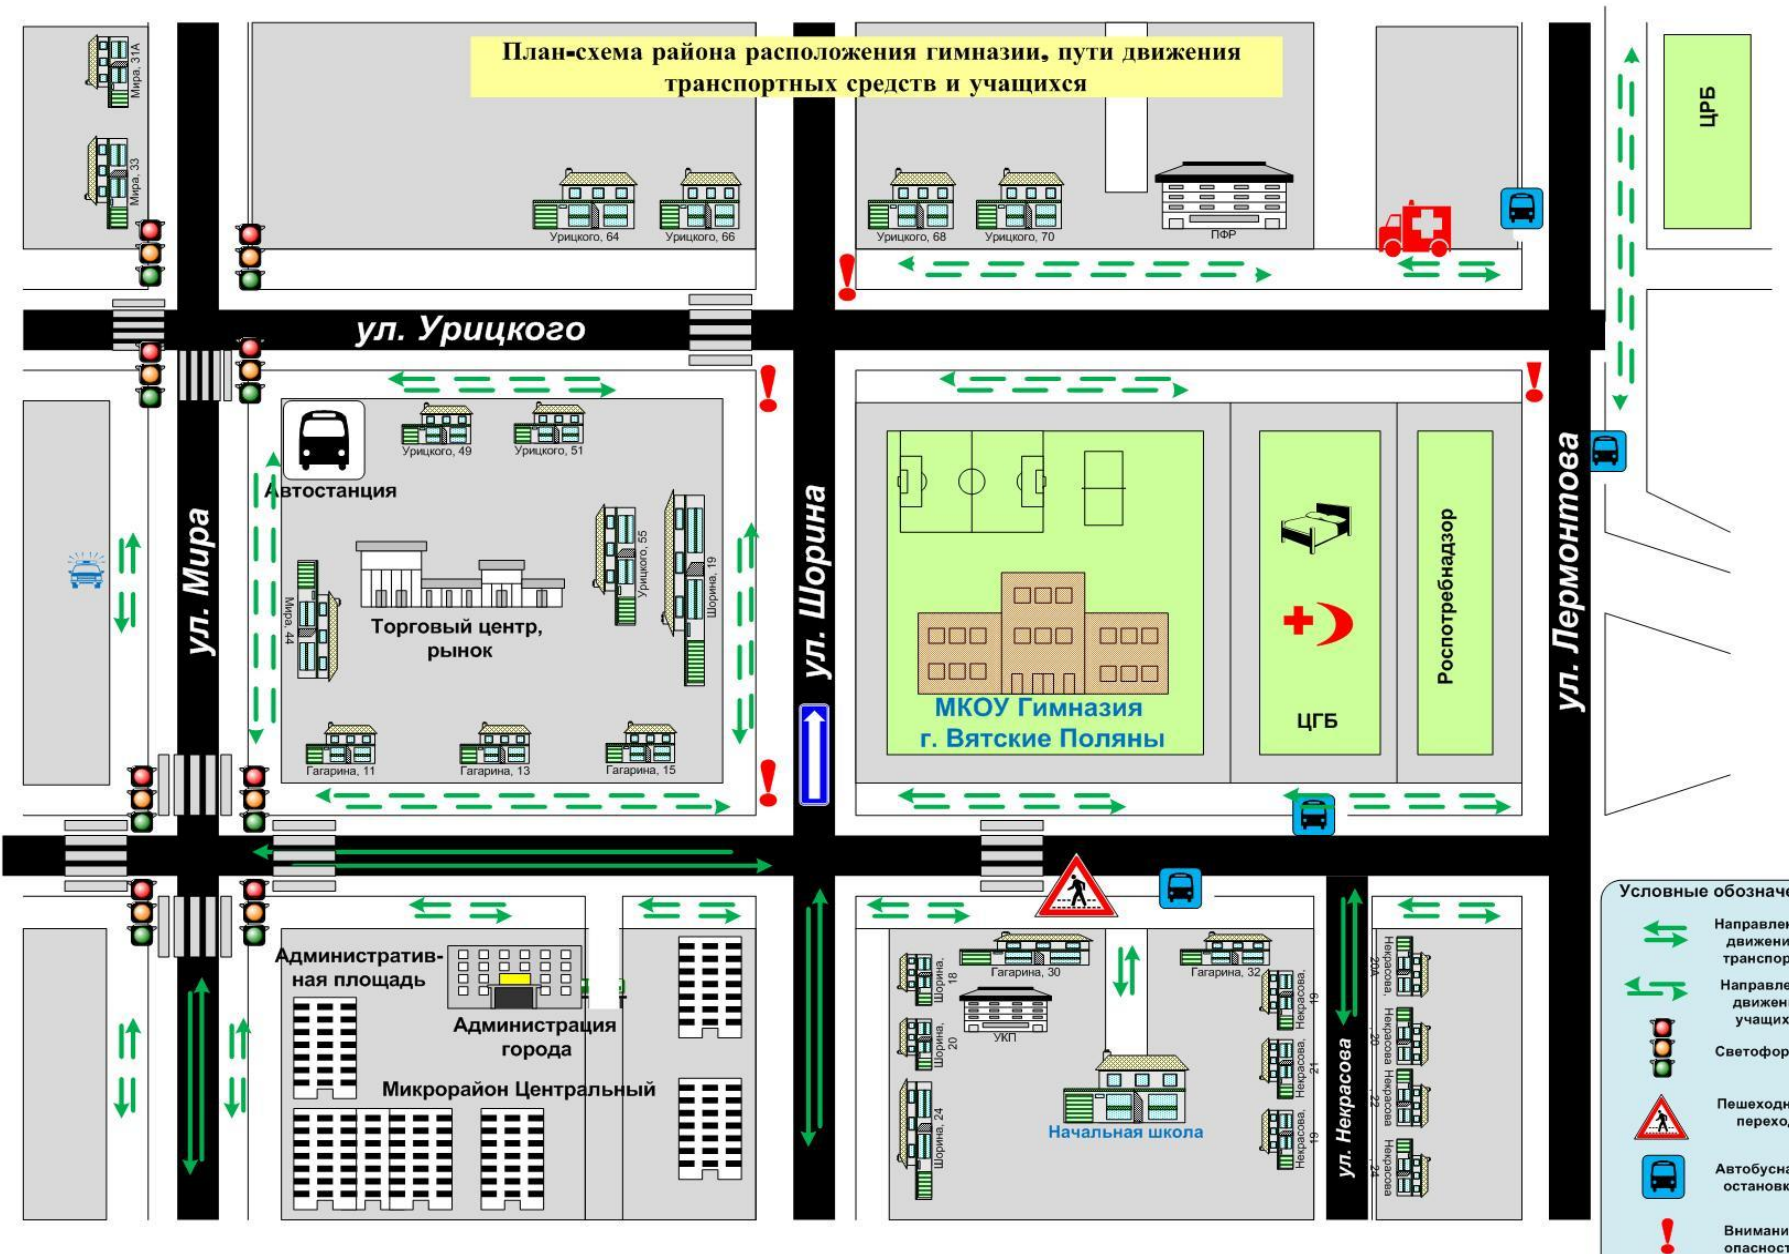 План-схема района расположения гимназии, пути движения
транспортных средств и учащихся
Мира, 31А
Мира, 33
Урицкого, 64
Урицкого, 66
Урицкого, 68
Урицкого, 70
ПФР
ЦРБ
ул. Урицкого
Автостанция
Урицкого, 49
Урицкого, 51
ул. Мира
Мира, 44
Торговый центр,
рынок
Урицкого, 55
Шорина, 19
Гагарина, 11
Гагарина, 13
Гагарина, 15
ул. Шорина
МКОУ Гимназия
г. Вятские Поляны
ЦГБ
Роспотребнадзор
ул. Лермонтова
Административ-
ная площадь
Администрация
города
Микрорайон Центральный
Шорина,
18
Шорина,
20
Шорина, 24
Гагарина, 30
УКП
Гагарина, 32
Начальная школа
Некрасова,
19
Некрасова,
21
Некрасова,
19
ул. Некрасова
Некрасова,
20А
Некрасова
,20
Некрасова
,22
Некрасова
,24
Условные обозначе
Направлен
движени
транспор
Направле
движен
учащих
Светофор
Пешеходн
переход
Автобусна
остановк
Внимани
опасност